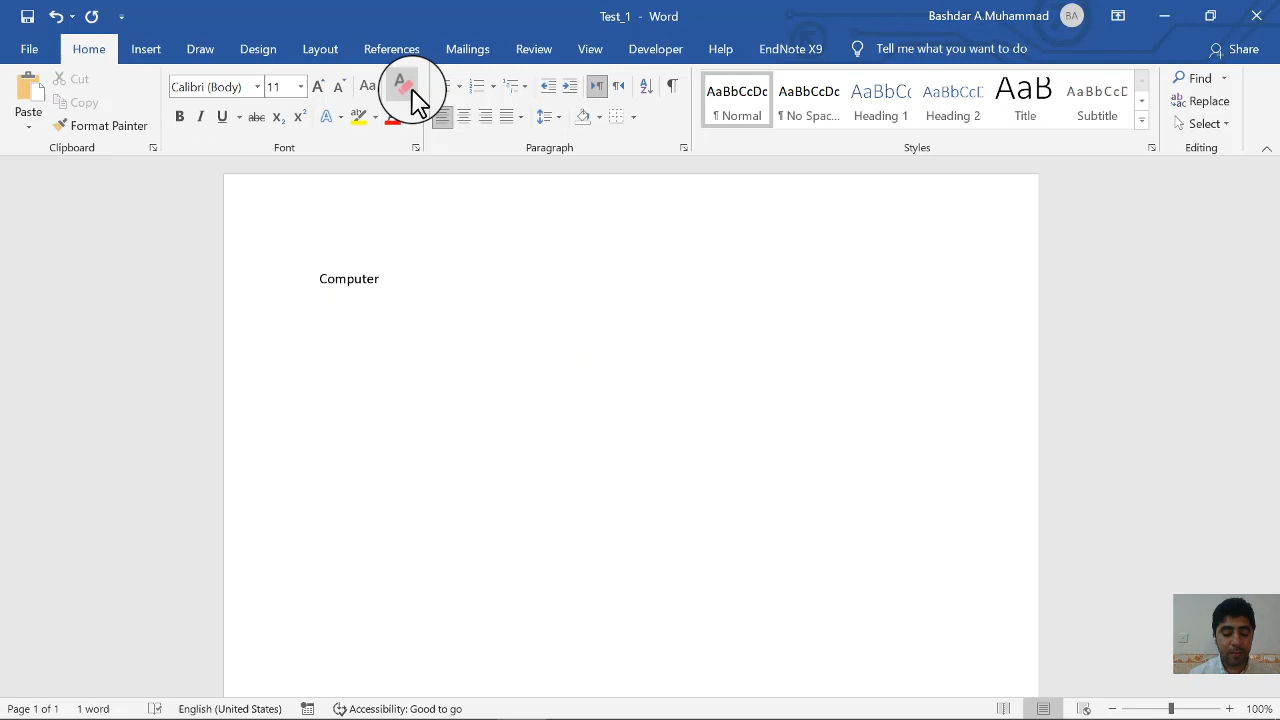 Test_1 - Word
Bashdar A.Muhammad
BA
File
Home
Insert
Draw
Design
Layout
References
Mailings
Review
View
Developer
Help
EndNote X9
Tell me what you want to do
Share
Paste
Cut
Copy
Format Painter
Clipboard
Calibri (Body)
11
Aa
Font
Paragraph
AaBbCcDc
¶ Normal
AaBbCcDc
¶ No Spac...
AaBbCc
Heading 1
AaBbCcD
Heading 2
AaB
Title
AaBbCcD
Subtitle
Styles
Find
Replace
Select
Editing
Computer
Page 1 of 1
1 word
English (United States)
Accessibility: Good to go
100%